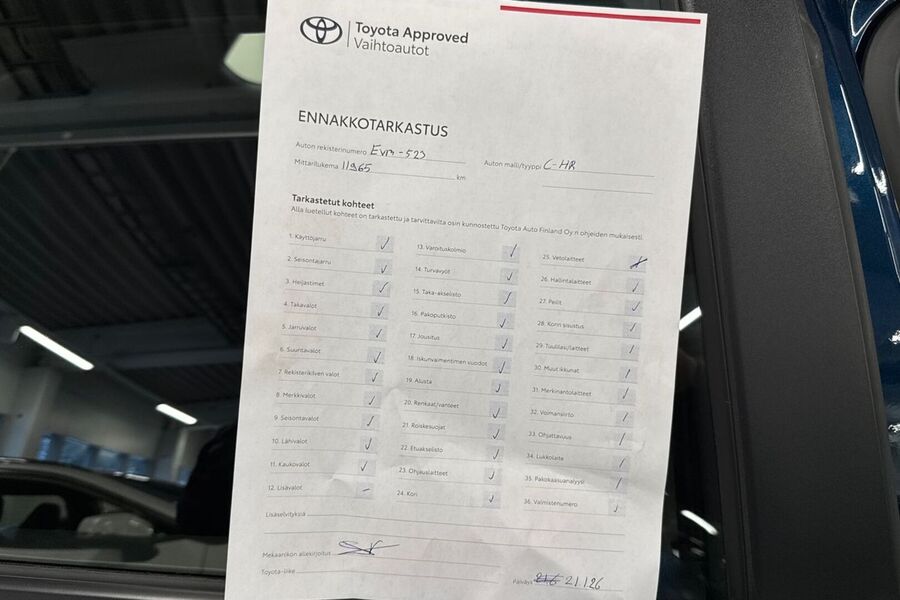 Toyota Approved
Vaihtoautot
ENNAKKOTARKASTUS
Auton rekisterinumero EVB-523 Auton malli/tyyppi C-HR
Mittarilukema 11965 km
Tarkastetut kohteet
Alla luetellut kohteet on tarkastettu ja tarvittavilta osin kunnostettu Toyota Auto Finland Oy:n ohjeiden mukaisesti.
1. Käyttöjarru ✓
2. Seisontajarru ✓
3. Heijastimet ✓
4. Takavalot ✓
5. Jarruvalot ✓
6. Suuntavalot ✓
7. Rekisterikilven valot ✓
8. Merkkivalot ✓
9. Seisontavalot ✓
10. Lähivalot ✓
11. Kaukovalot ✓
12. Lisävalot –
13. Varoituskolmio ✓
14. Turvavyöt ✓
15. Taka-akselisto ✓
16. Pakoputkisto ✓
17. Jousitus ✓
18. Iskunvaimentimen vuodot ✓
19. Alusta ✓
20. Renkaat/vanteet ✓
21. Roiskesuojat ✓
22. Etuakselisto ✓
23. Ohjauslaitteet ✓
24. Kori ✓
25. Vetolaitteet
26. Hallintalaitteet ✓
27. Peilit ✓
28. Korin sisustus ✓
29. Tuulilasi/laitteet ✓
30. Muut ikkunat ✓
31. Merkinantolaitteet ✓
32. Voimansiirto ✓
33. Ohjattavuus ✓
34. Lukkolaite ✓
35. Pakokaasuanalyysi ✓
36. Valmistenumero ✓
Lisäselvityksiä
Mekaanikon allekirjoitus
Toyota-liike
Päiväys 21.1.26